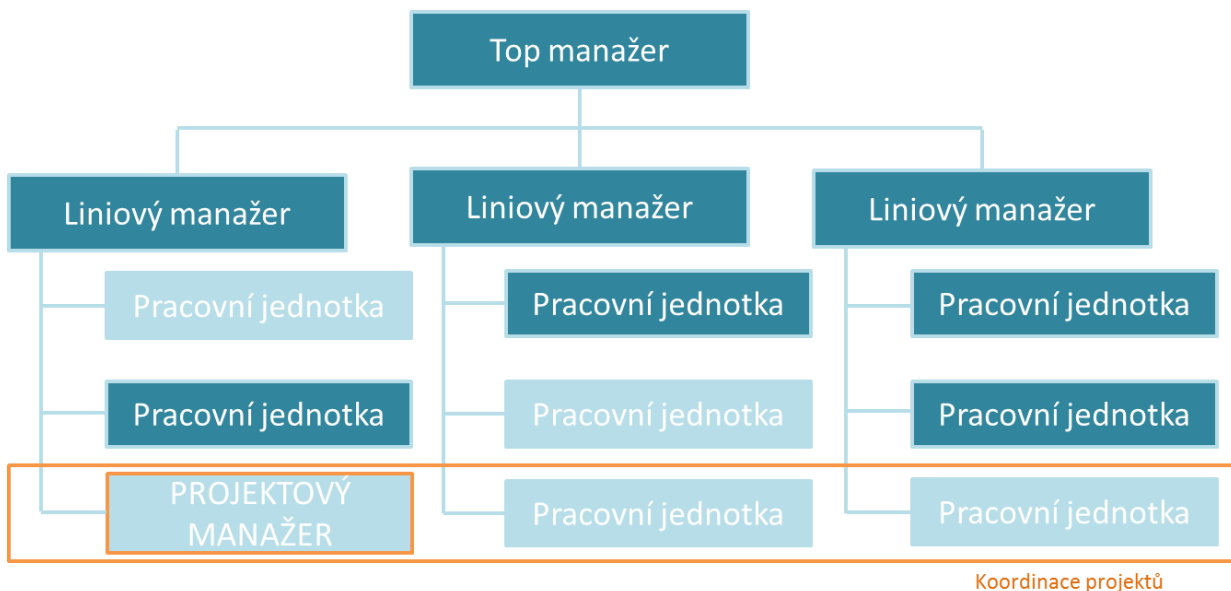 Top manažer
Liniový manažer
Liniový manažer
Liniový manažer
Pracovní jednotka
Pracovní jednotka
Pracovní jednotka
Pracovní jednotka
Pracovní jednotka
Pracovní jednotka
PROJEKTOVÝ
MANAŽER
Pracovní jednotka
Pracovní jednotka
Koordinace projektů